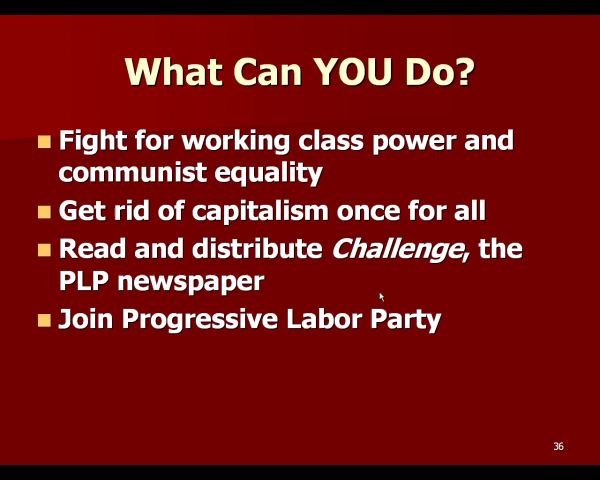 What Can YOU Do?
Fight for working class power and
communist equality
Get rid of capitalism once for all
Read and distribute Challenge, the
PLP newspaper
Join Progressive Labor Party
36